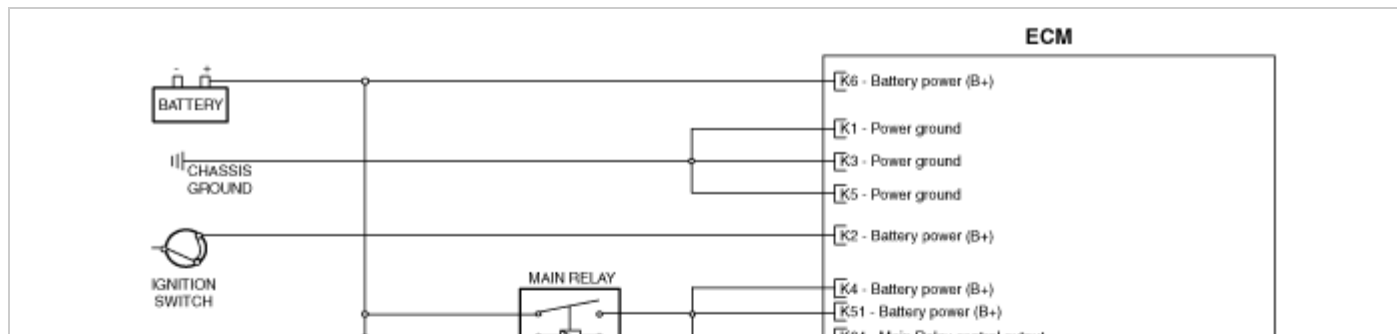 ECM
- +
BATTERY
K6 - Battery power (B+)
K1 - Power ground
CHASSIS
GROUND
K3 - Power ground
K5 - Power ground
K2 - Battery power (B+)
IGNITION
SWITCH
MAIN RELAY
K4 - Battery power (B+)
K51 - Battery power (B+)